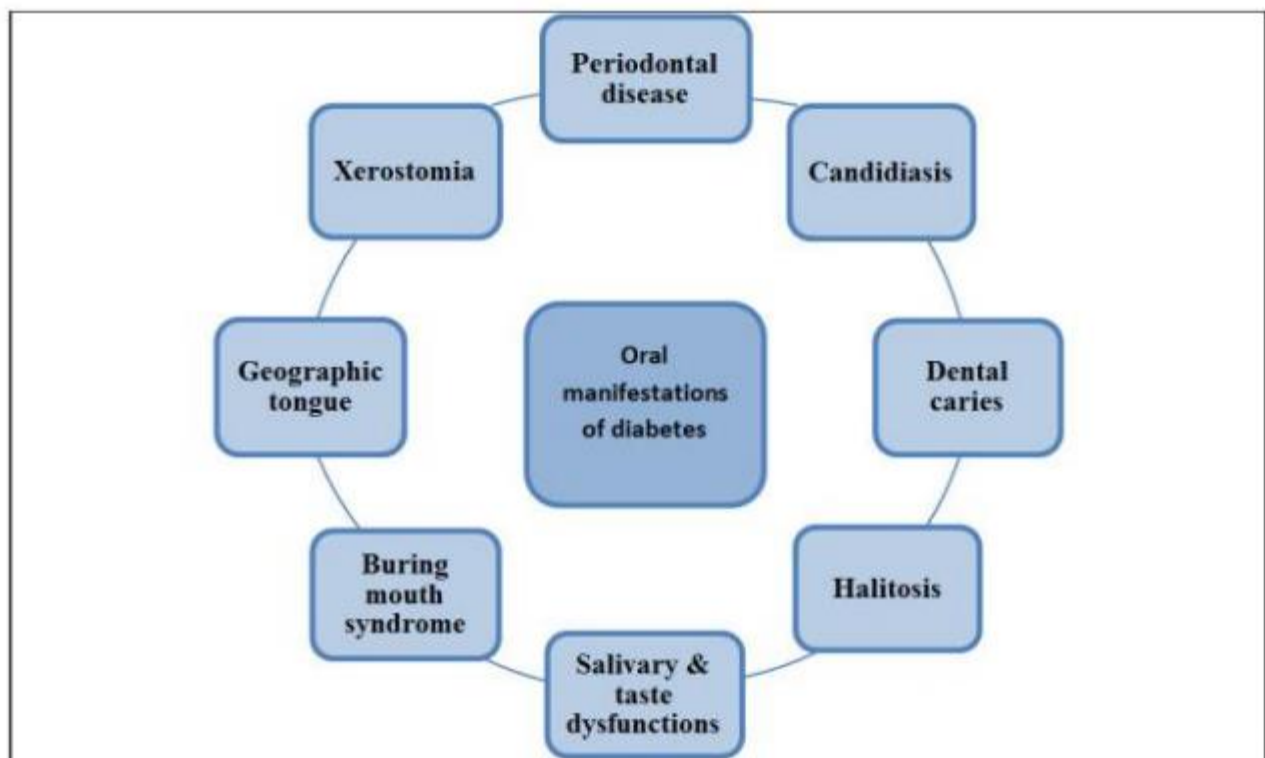 Periodontal
disease
Xerostomia
Candidiasis
Geographic
tongue
Oral
manifestations
of diabetes
Dental
caries
Buring
mouth
syndrome
Halitosis
Salivary &
taste
dysfunctions